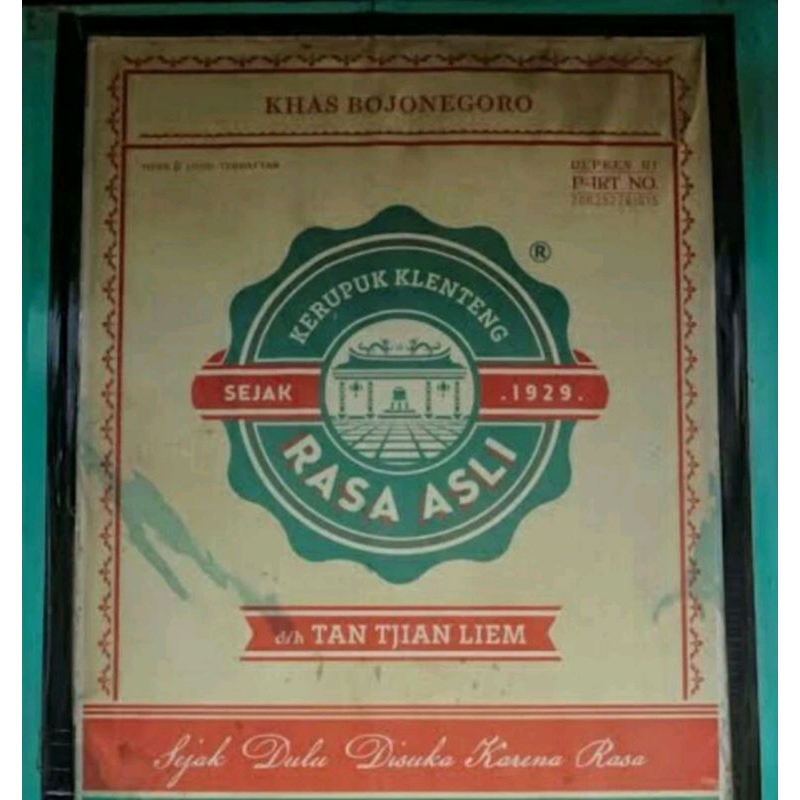 KHAS BOJONEGORO
DEPKES RI
P-IRT NO.
®
KERUPUK KLENTENG
SEJAK
.1929.
RASA ASLI
d/h TAN TJIAN LIEM
Sejak Dulu Disuka Karena Rasa